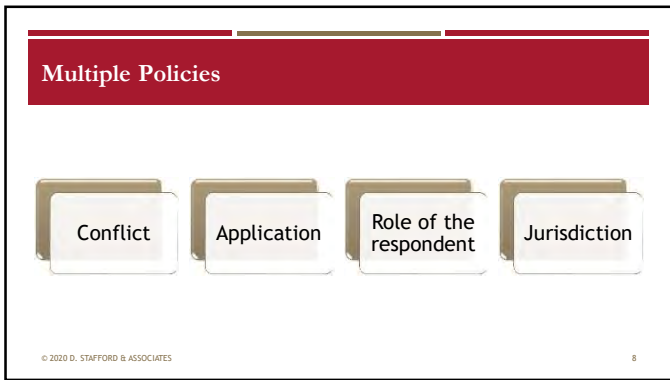 Multiple Policies
Conflict
Application
Role of the
respondent
Jurisdiction
© 2020 D. STAFFORD & ASSOCIATES
8